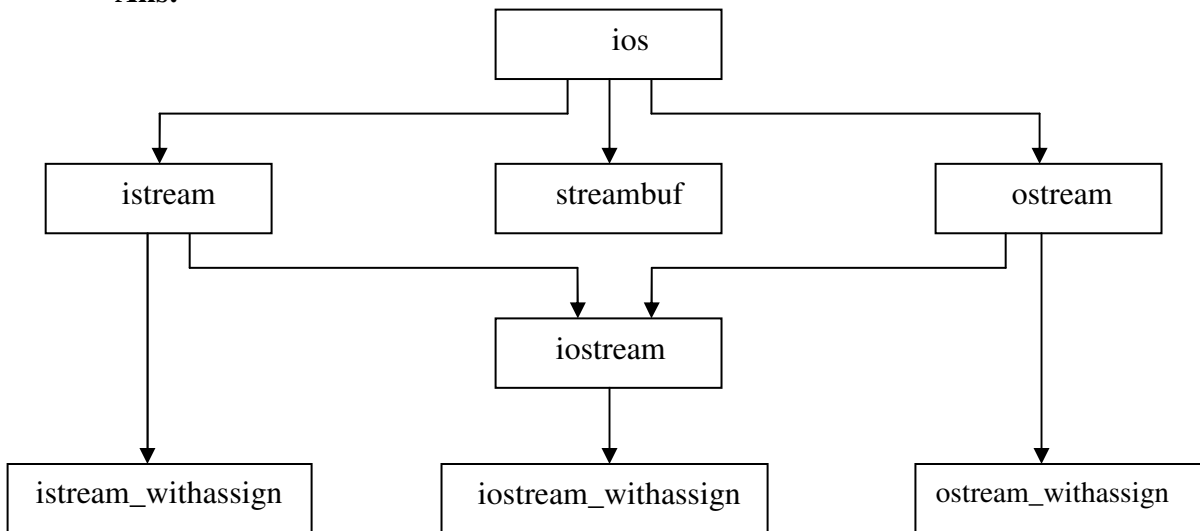 Ans:
ios
istream
streambuf
ostream
iostream
istream_withassign
iostream_withassign
ostream_withassign